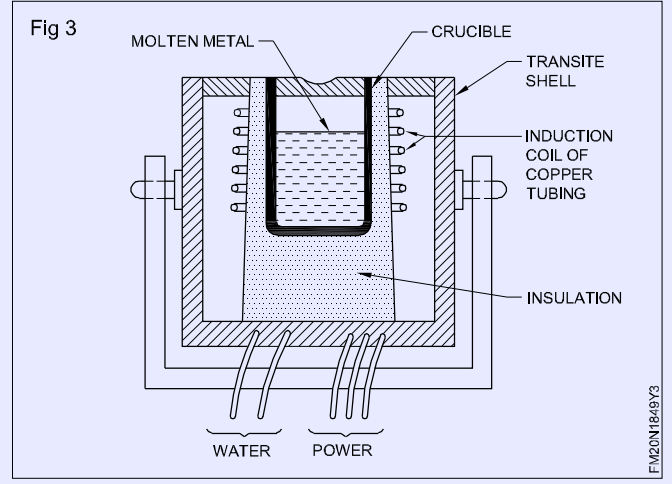 Fig 3
MOLTEN METAL
CRUCIBLE
TRANSITE
SHELL
INDUCTION
COIL OF
COPPER
TUBING
INSULATION
WATER
POWER
FM20N1849Y3